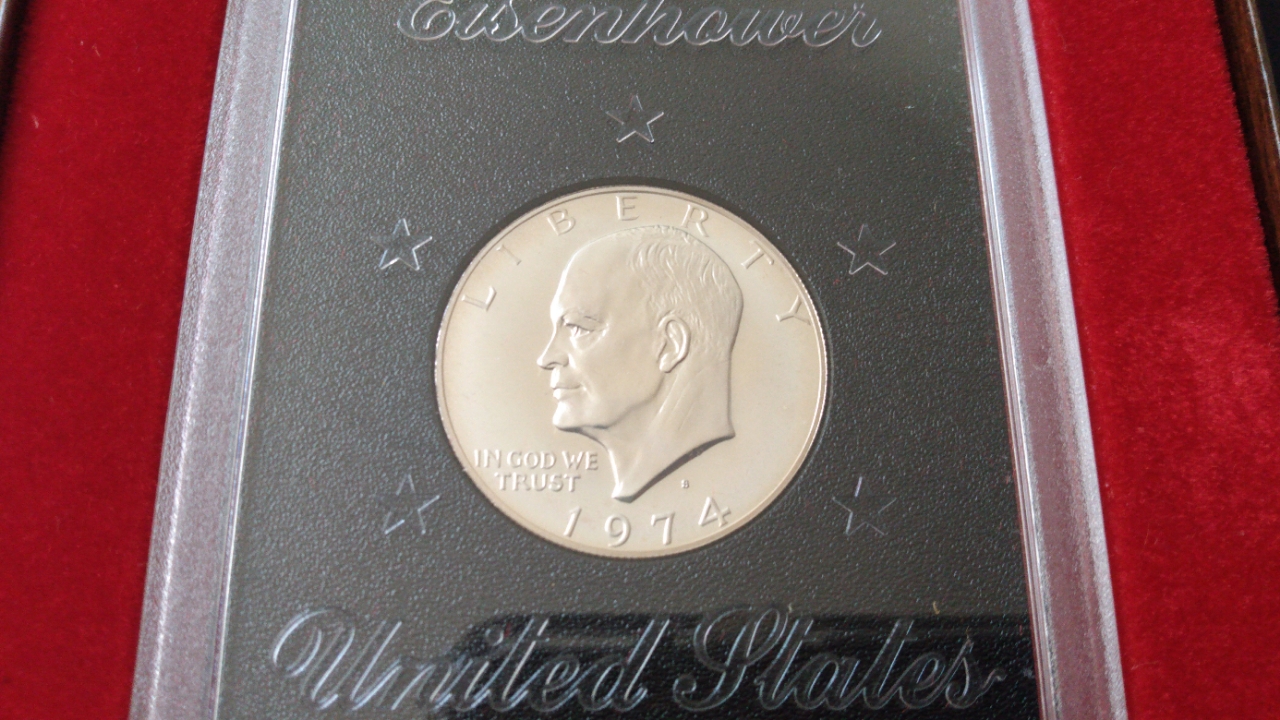 Eisenhower
LIBERTY
IN GOD WE
TRUST
S
1974
United States